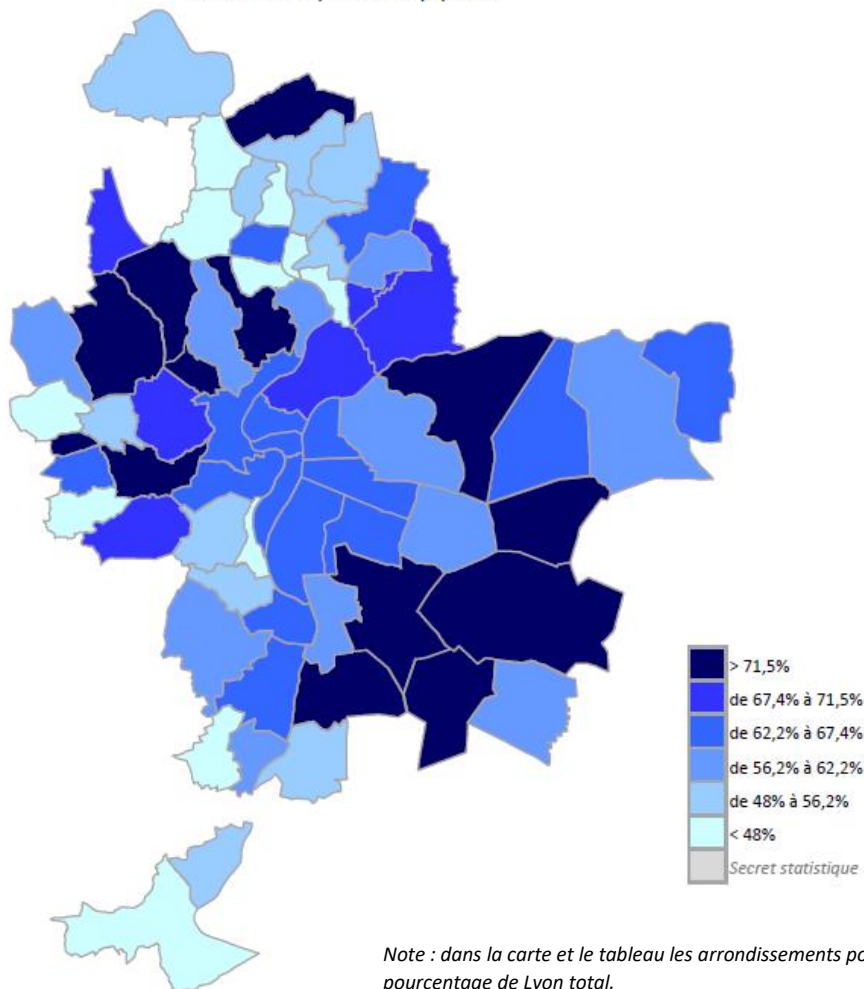 > 71,5%
de 67,4% à 71,5%
de 62,2% à 67,4%
de 56,2% à 62,2%
de 48% à 56,2%
< 48%
Secret statistique
Note : dans la carte et le tableau les arrondissements po
pourcentage de Lyon total.